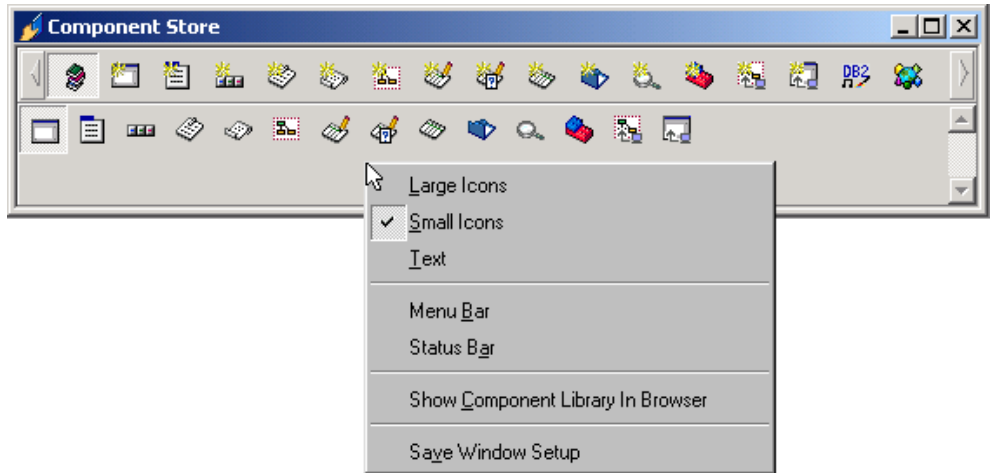 Component Store
DB2
Large Icons
Small Icons
Text
Menu Bar
Status Bar
Show Component Library In Browser
Save Window Setup